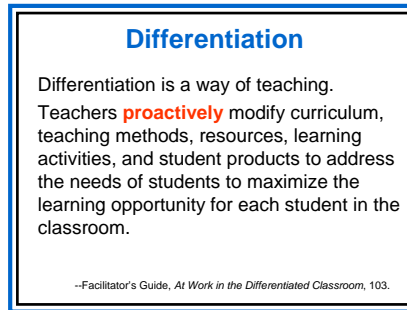 Differentiation
Differentiation is a way of teaching.
Teachers proactively modify curriculum,
teaching methods, resources, learning
activities, and student products to address
the needs of students to maximize the
learning opportunity for each student in the
classroom.
--Facilitator's Guide, At Work in the Differentiated Classroom, 103.